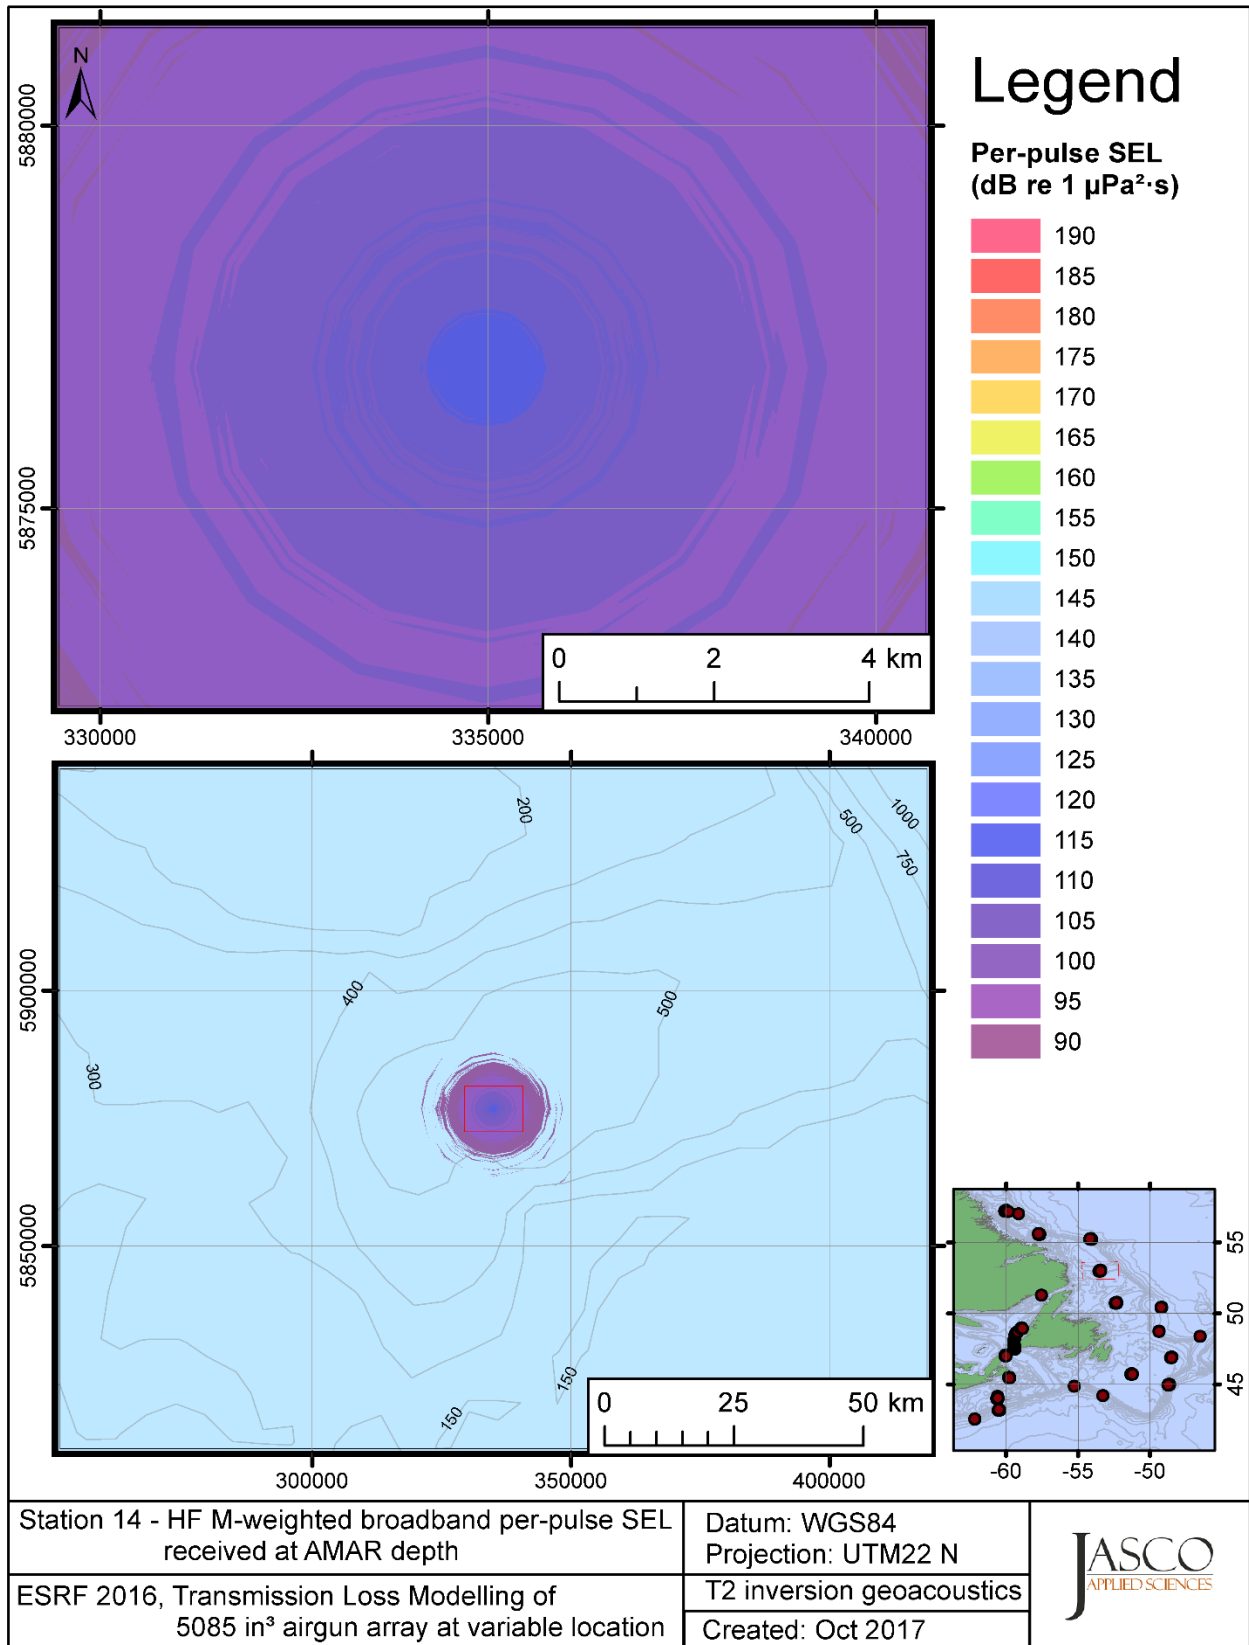 N
5880000
5875000
0 2 4 km
330000 335000 340000
Legend
Per-pulse SEL
(dB re 1 µPa²·s)
190
185
180
175
170
165
160
155
150
145
140
135
130
125
120
115
110
105
100
95
90
200
500
1000
750
400
500
300
150
150
5900000
5850000
0 25 50 km
300000 350000 400000
55
50
45
-60 -55 -50
Station 14 - HF M-weighted broadband per-pulse SEL
received at AMAR depth
ESRF 2016, Transmission Loss Modelling of
5085 in³ airgun array at variable location
Datum: WGS84
Projection: UTM22 N
T2 inversion geoacoustics
Created: Oct 2017
JASCO
APPLIED SCIENCES